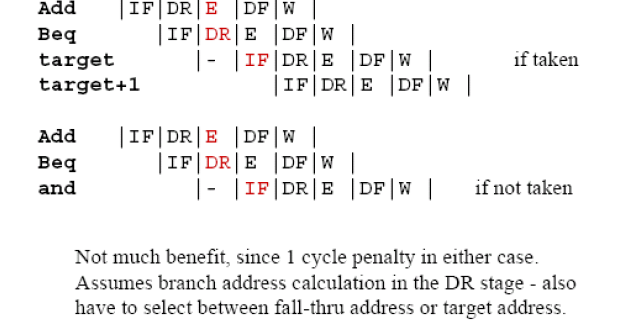 Add |IF|DR|E |DF|W |
Beq |IF|DR|E |DF|W |
target |- |IF|DR|E |DF|W | if taken
target+1 |IF|DR|E |DF|W |
Add |IF|DR|E |DF|W |
Beq |IF|DR|E |DF|W |
and |- |IF|DR|E |DF|W | if not taken
Not much benefit, since 1 cycle penalty in either case.
Assumes branch address calculation in the DR stage - also
have to select between fall-thru address or target address.